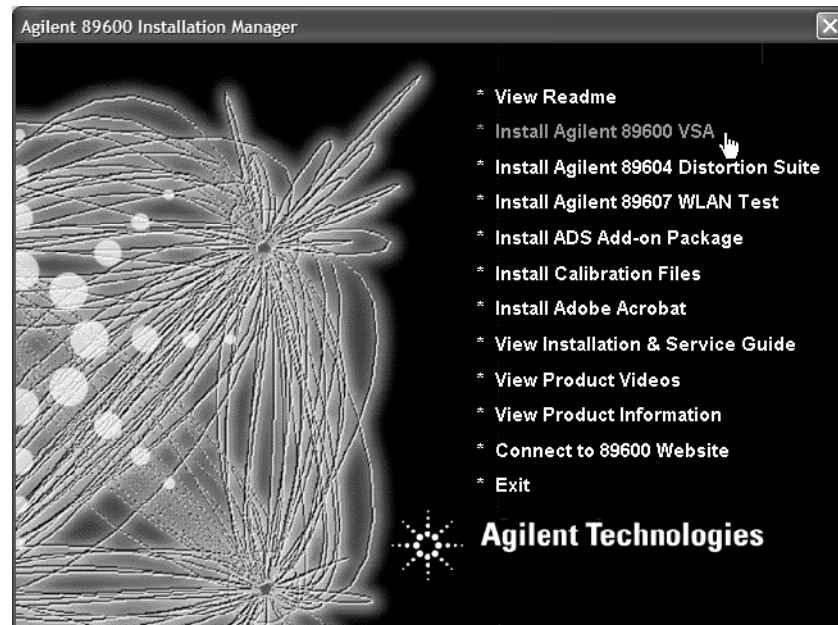 Agilent 89600 Installation Manager
* View Readme
* Install Agilent 89600 VSA
* Install Agilent 89604 Distortion Suite
* Install Agilent 89607 WLAN Test
* Install ADS Add-on Package
* Install Calibration Files
* Install Adobe Acrobat
* View Installation & Service Guide
* View Product Videos
* View Product Information
* Connect to 89600 Website
* Exit
Agilent Technologies